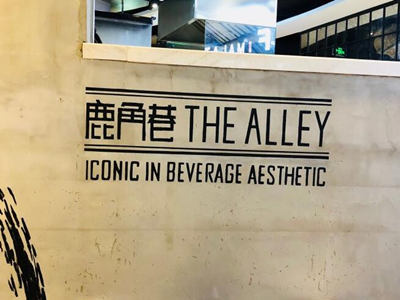 鹿角巷 THE ALLEY
ICONIC IN BEVERAGE AESTHETIC